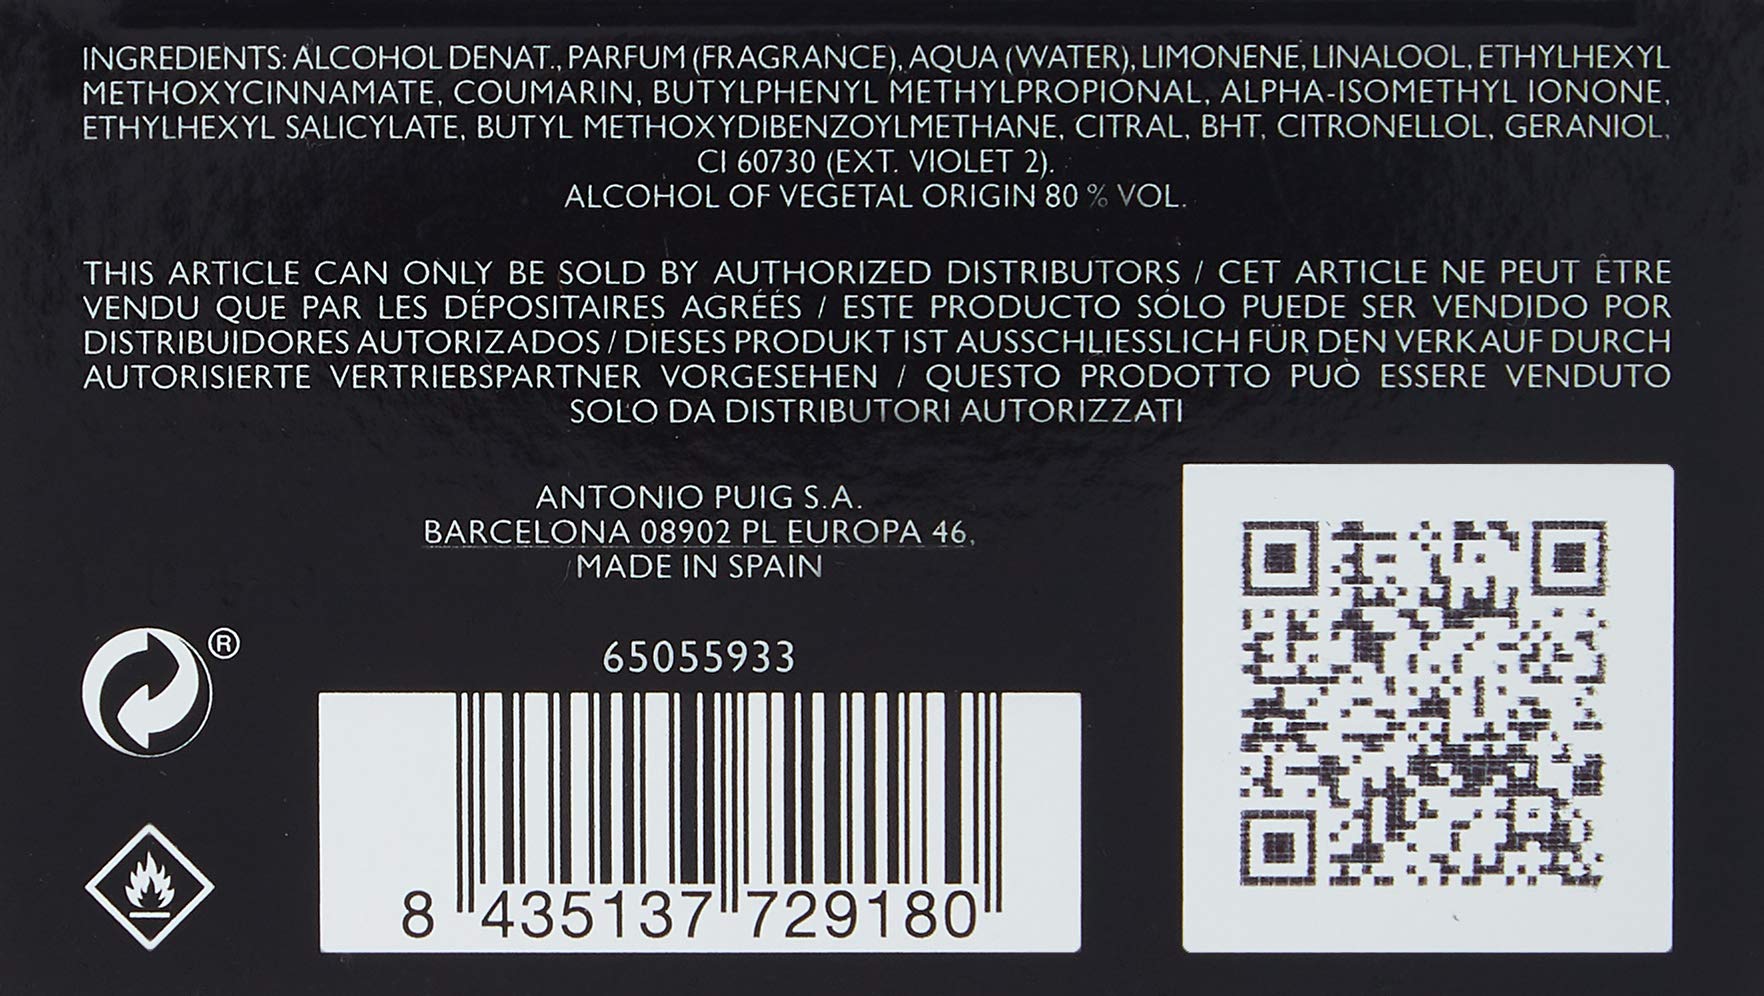 INGREDIENTS: ALCOHOL DENAT., PARFUM (FRAGRANCE), AQUA (WATER), LIMONENE, LINALOOL, ETHYLHEXYL
METHOXYCINNAMATE, COUMARIN, BUTYLPHENYL METHYLPROPIONAL, ALPHA-ISOMETHYL IONONE,
ETHYLHEXYL SALICYLATE, BUTYL METHOXYDIBENZOYLMETHANE, CITRAL, BHT, CITRONELLOL, GERANIOL,
CI 60730 (EXT. VIOLET 2).
ALCOHOL OF VEGETAL ORIGIN 80 % VOL.
THIS ARTICLE CAN ONLY BE SOLD BY AUTHORIZED DISTRIBUTORS / CET ARTICLE NE PEUT ÊTRE
VENDU QUE PAR LES DÉPOSITAIRES AGRÉÉS / ESTE PRODUCTO SÓLO PUEDE SER VENDIDO POR
DISTRIBUIDORES AUTORIZADOS / DIESES PRODUKT IST AUSSCHLIESSLICH FÜR DEN VERKAUF DURCH
AUTORISIERTE VERTRIEBSPARTNER VORGESEHEN / QUESTO PRODOTTO PUÒ ESSERE VENDUTO
SOLO DA DISTRIBUTORI AUTORIZZATI
ANTONIO PUIG S.A.
BARCELONA 08902 PL EUROPA 46,
MADE IN SPAIN
®
65055933
8 435137 729180